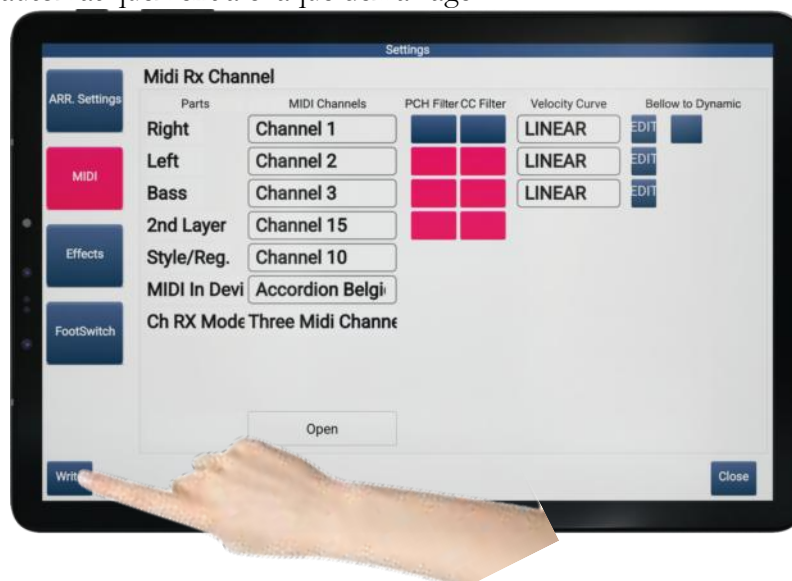 Settings
Midi Rx Channel
Parts MIDI Channels PCH Filter CC Filter Velocity Curve Bellow to Dynamic
ARR. Settings
Right Channel 1 LINEAR EDIT
Left Channel 2 LINEAR EDIT
MIDI
Bass Channel 3 LINEAR EDIT
2nd Layer Channel 15
Effects
Style/Reg. Channel 10
MIDI In Devi Accordion Belgi
FootSwitch
Ch RX Mode Three Midi Channe
Open
Write Close